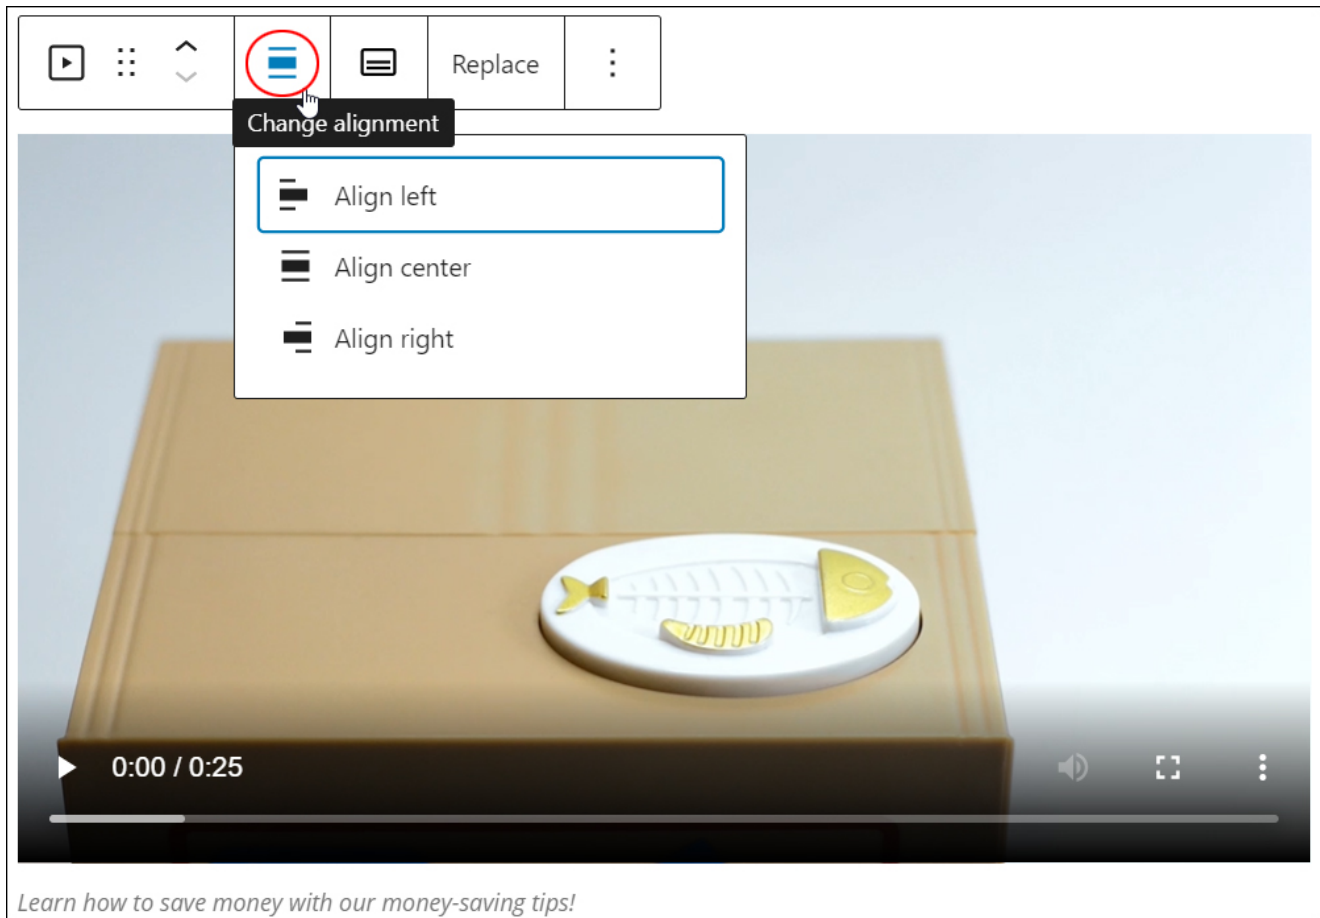 Replace
Change alignment
Align left
Align center
Align right
0:00 / 0:25
Learn how to save money with our money-saving tips!